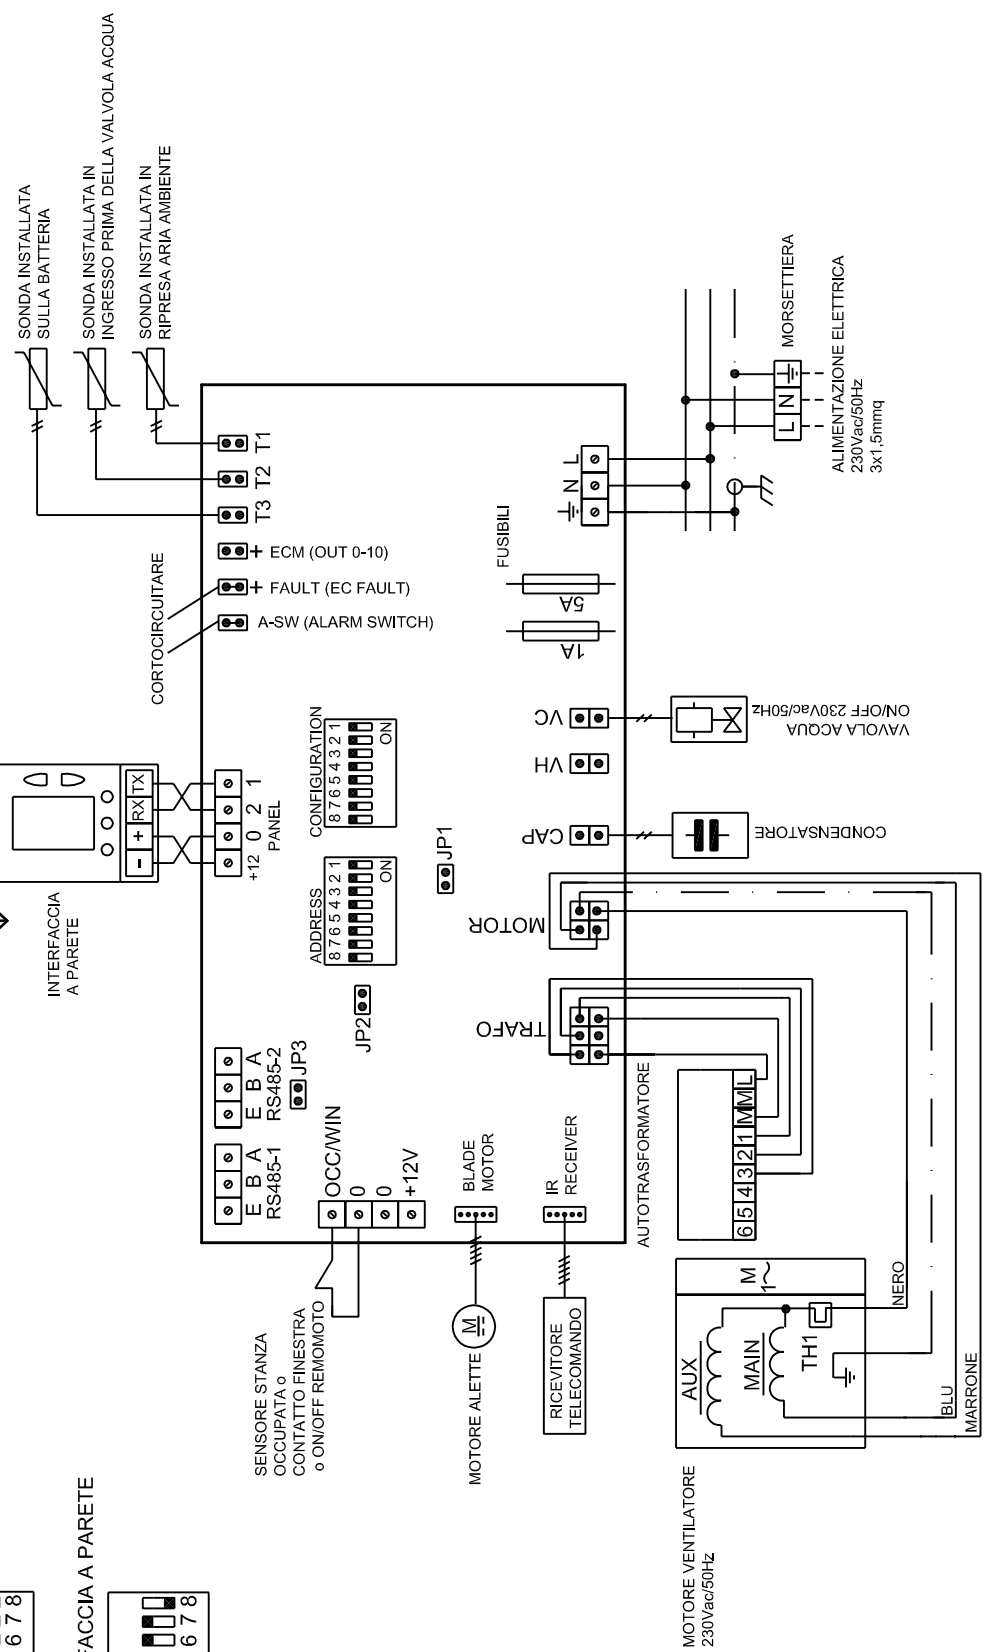 SONDA INSTALLATA
SULLA BATTERIA
SONDA INSTALLATA IN
INGRESSO PRIMA DELLA VALVOLA ACQUA
SONDA INSTALLATA IN
RIPRESA ARIA AMBIENTE
T3
T2
T1
+ ECM (OUT 0-10)
+ FAULT (EC FAULT)
A-SW (ALARM SWITCH)
CORTOCIRCUITARE
INTERFACCIA
A PARETE
- + RX TX
+12 0 2 1
PANEL
CONFIGURATION
8 7 6 5 4 3 2 1
ON
ADDRESS
8 7 6 5 4 3 2 1
ON
JP1
JP2
JP3
E B A
RS485-2
E B A
RS485-1
OCC/WIN
0
0
+12V
SENSORE STANZA
OCCUPATA o
CONTATTO FINESTRA
o ON/OFF REMOMOTO
BLADE
MOTOR
MOTORE ALETTE
M
IR
RECEIVER
RICEVITORE
TELECOMANDO
FUSIBILI
5A
1A
N L
MORSETTIERA
L N
ALIMENTAZIONE ELETTRICA
230Vac/50Hz
3x1,5mmq
VC
VH
CAP
VAVOLA ACQUA
ON/OFF 230Vac/50Hz
CONDENSATORE
MOTOR
TRAFO
AUTOTRASFORMATORE
6 5 4 3 2 1 M M L
M
1~
AUX
MAIN
TH1
NERO
BLU
MARRONE
MOTORE VENTILATORE
230Vac/50Hz
6 7 8
FACCIA A PARETE
6 7 8